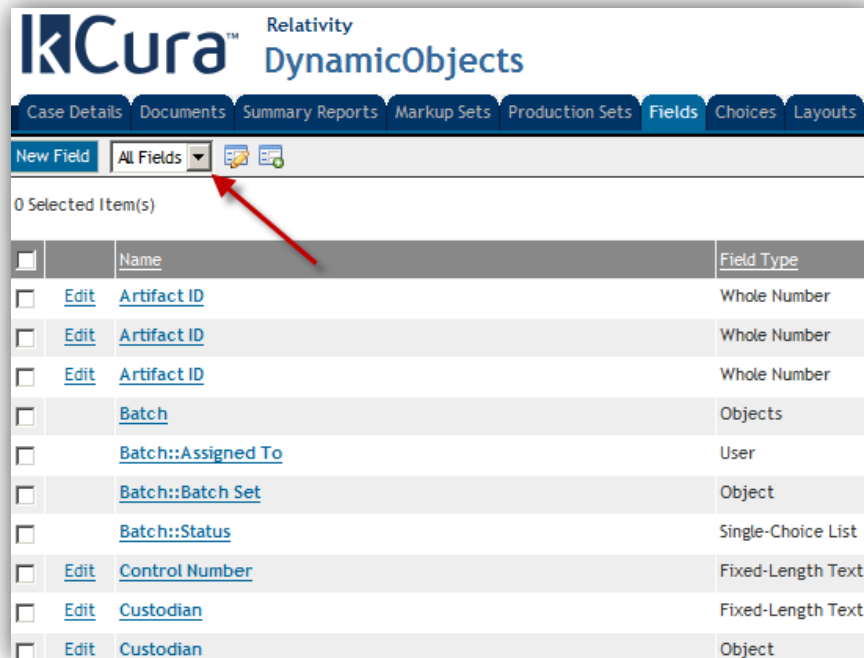 kCura™ Relativity
DynamicObjects
Case Details Documents Summary Reports Markup Sets Production Sets Fields Choices Layouts
New Field All Fields
0 Selected Item(s)
Name Field Type
Edit Artifact ID Whole Number
Edit Artifact ID Whole Number
Edit Artifact ID Whole Number
Batch Objects
Batch::Assigned To User
Batch::Batch Set Object
Batch::Status Single-Choice List
Edit Control Number Fixed-Length Text
Edit Custodian Fixed-Length Text
Edit Custodian Object